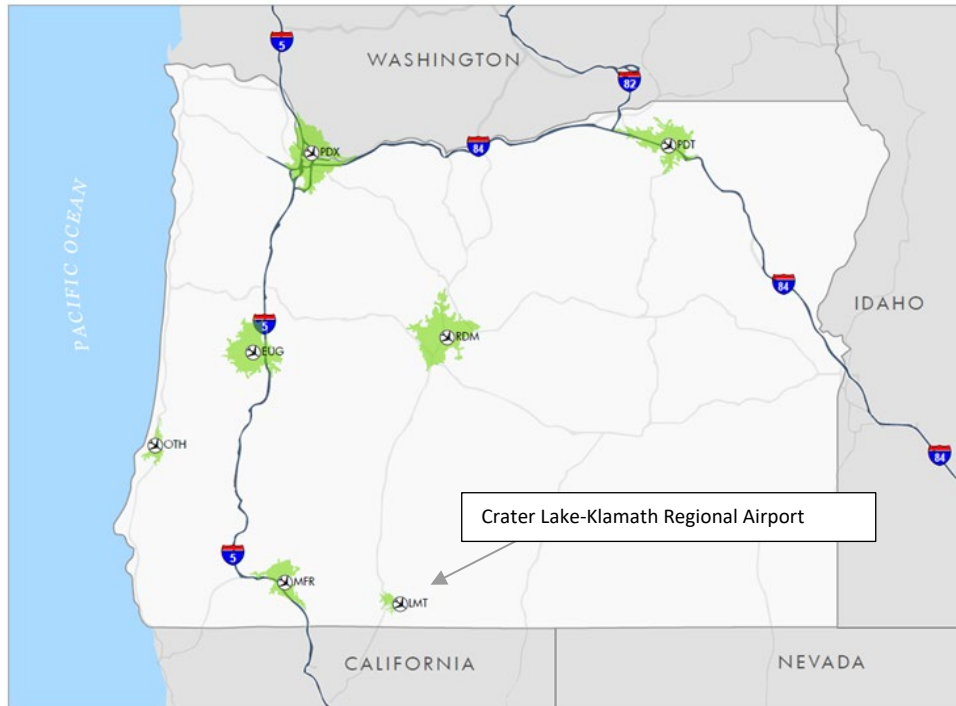 5
WASHINGTON
82
PDX
84
PDT
PACIFIC OCEAN
84
IDAHO
5
EUG
RDM
OTH
84
Crater Lake-Klamath Regional Airport
5
MFR
LMT
CALIFORNIA
NEVADA